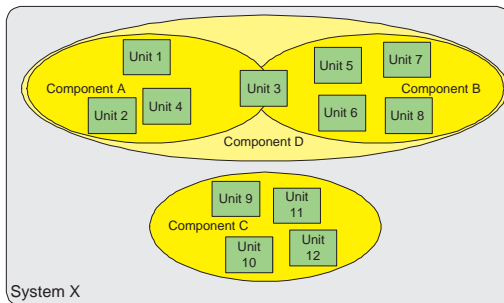 Unit 1
Component A
Unit 2
Unit 4
Unit 3
Unit 5
Unit 7
Component B
Unit 6
Unit 8
Component D
Unit 9
Unit
11
Component C
Unit
10
Unit
12
System X